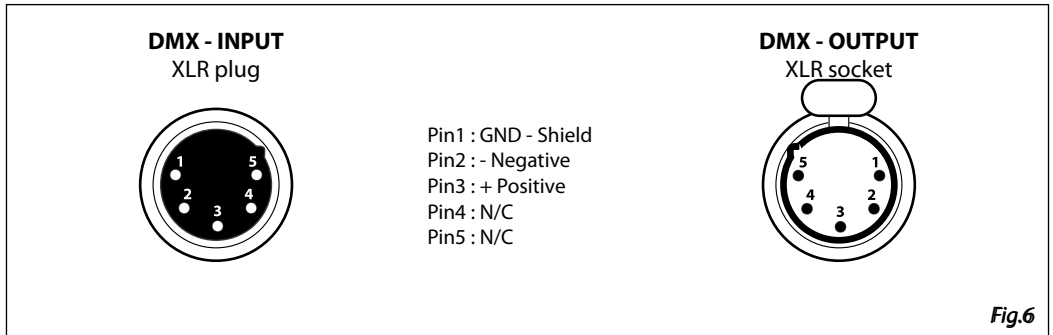 DMX - INPUT
XLR plug
1
5
2
4
3
Pin1 : GND - Shield
Pin2 : - Negative
Pin3 : + Positive
Pin4 : N/C
Pin5 : N/C
DMX - OUTPUT
XLR socket
5
1
4
2
3
Fig.6